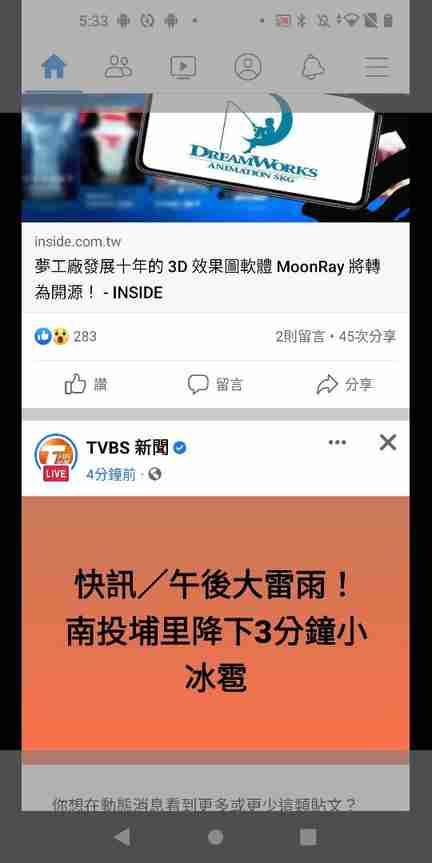 5:33
DREAMWORKS
ANIMATION SKG
inside.com.tw
夢工廠發展十年的 3D 效果圖軟體 MoonRay 將轉
為開源！ - INSIDE
283
2則留言・45次分享
讚
留言
分享
TVBS 新聞
LIVE
4分鐘前
快訊／午後大雷雨！
南投埔里降下3分鐘小
冰雹
你想在動態消息看到更多或更少這類貼文？